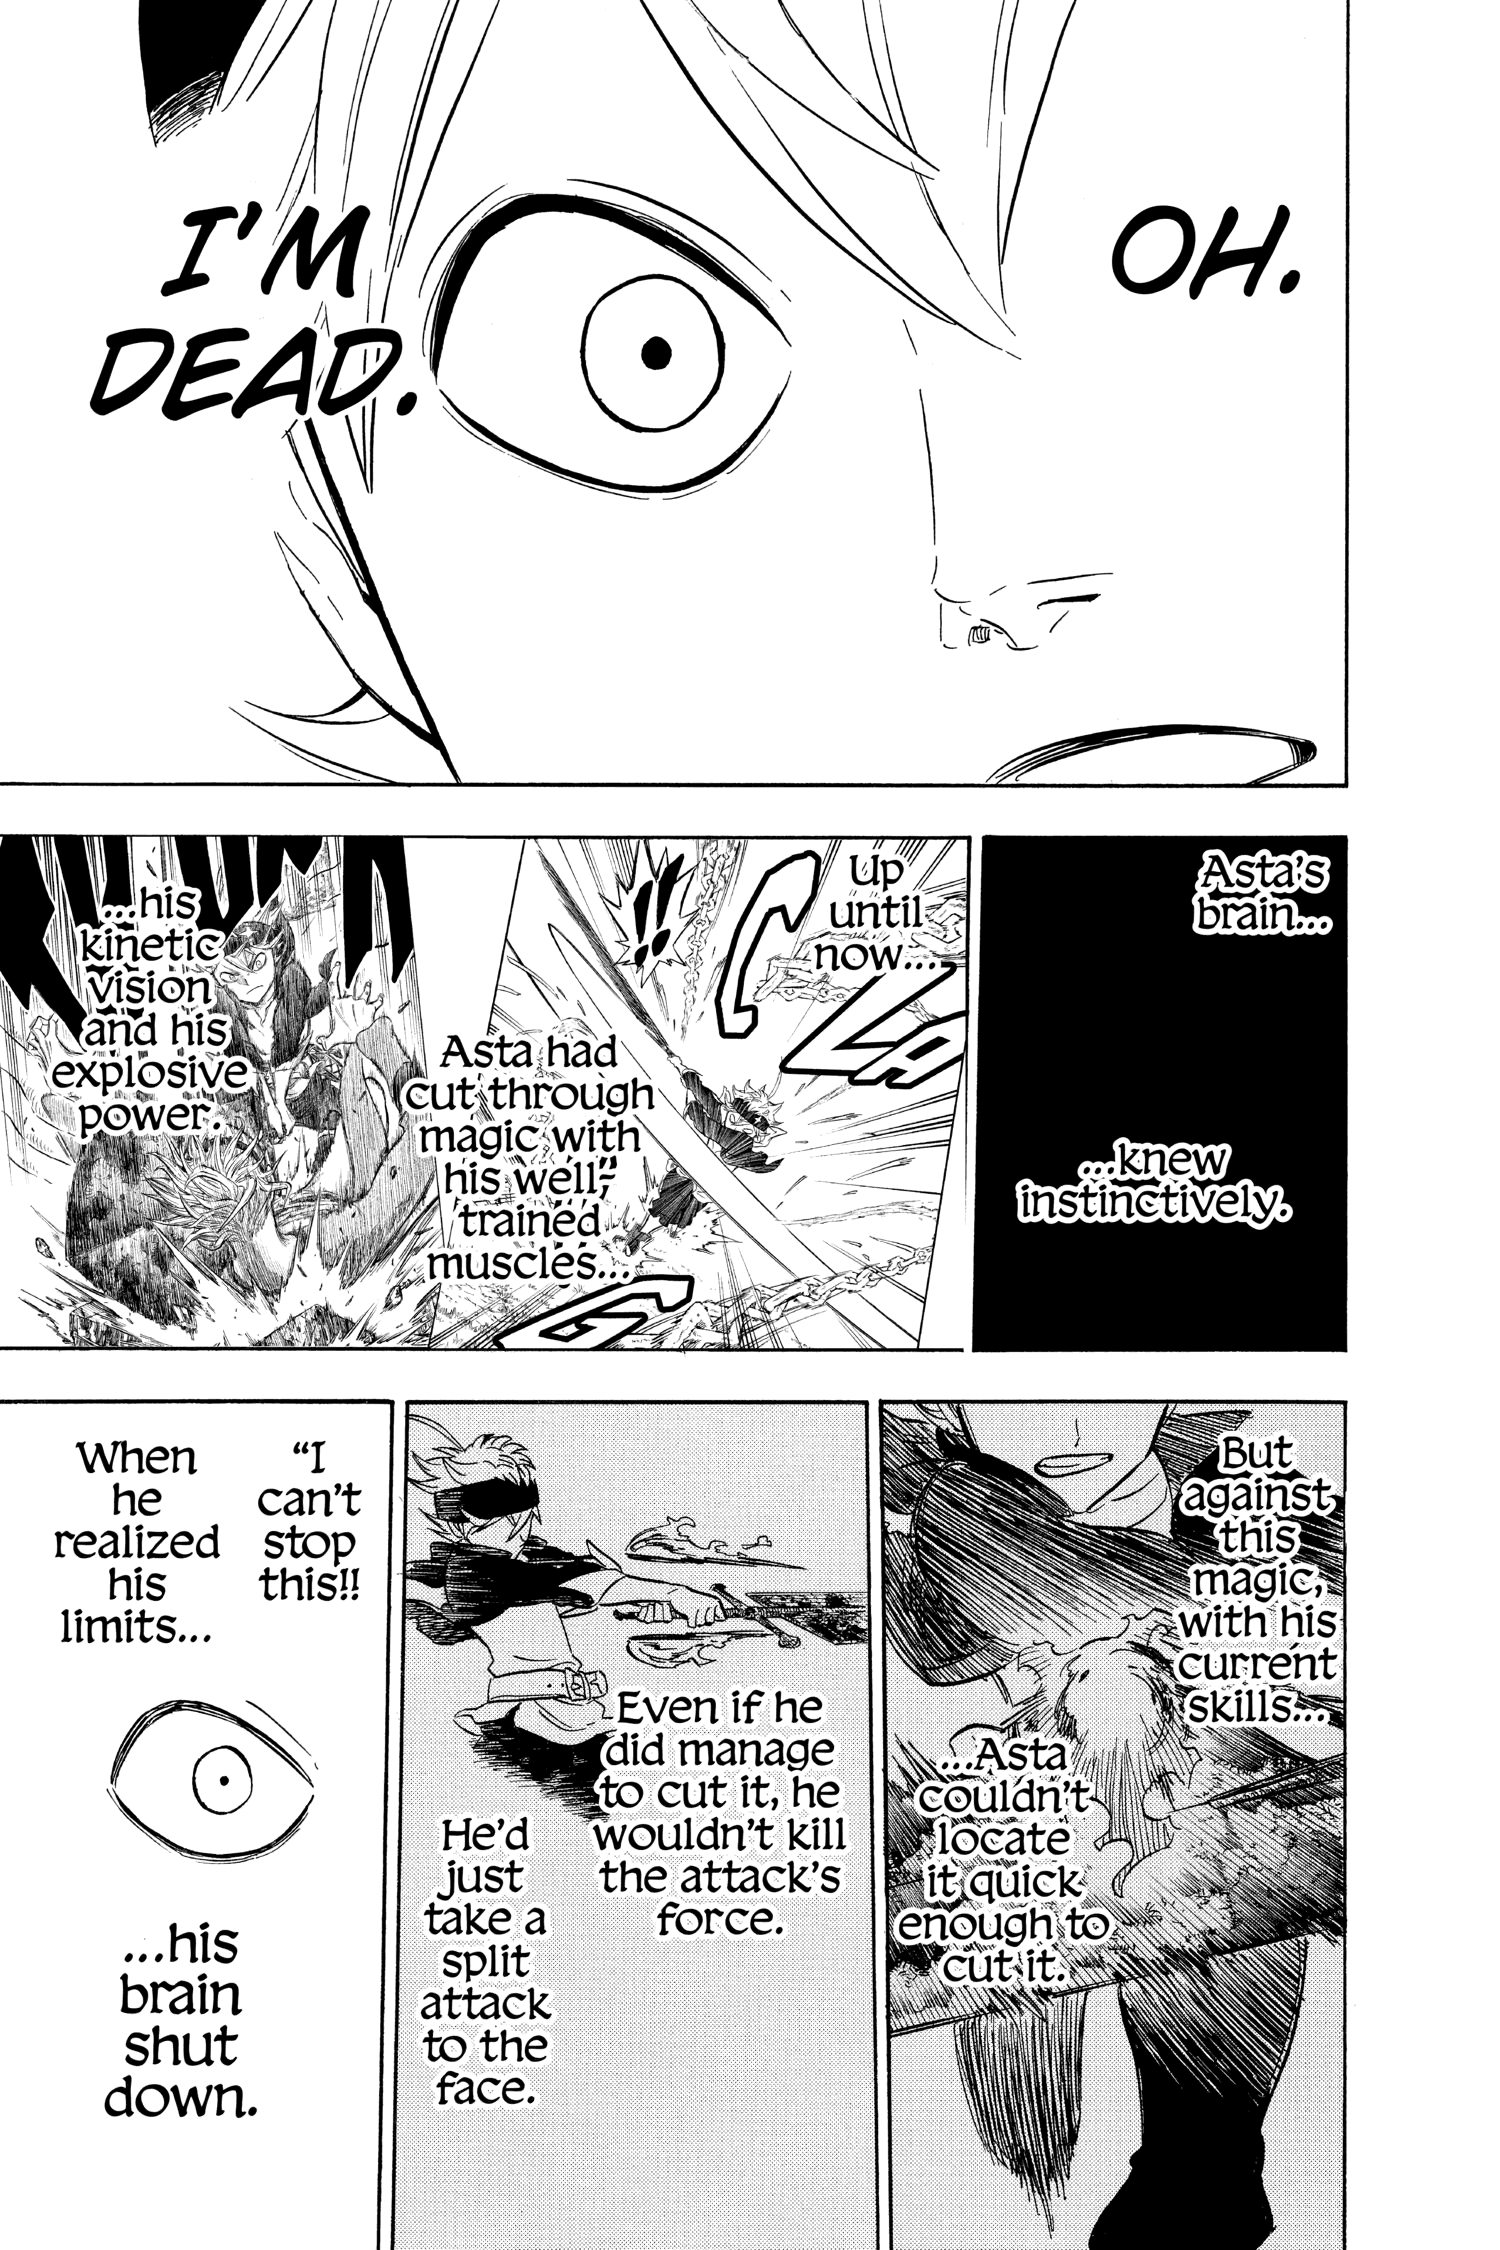 OH.
I'M
DEAD.
Asta's
brain...
...knew
instinctively.
Up
until
now...
!!
CLANG
Asta had
cut through
magic with
his well-
trained
muscles...
...his
kinetic
vision
and his
explosive
power.
But
against
this
magic,
with his
current
skills...
...Asta
couldn't
locate
it quick
enough to
cut it.
Even if he
did manage
to cut it, he
wouldn't kill
the attack's
force.
He'd
just
take a
split
attack
to the
face.
"I
can't
stop
this!!
When
he
realized
his
limits...
...his
brain
shut
down.